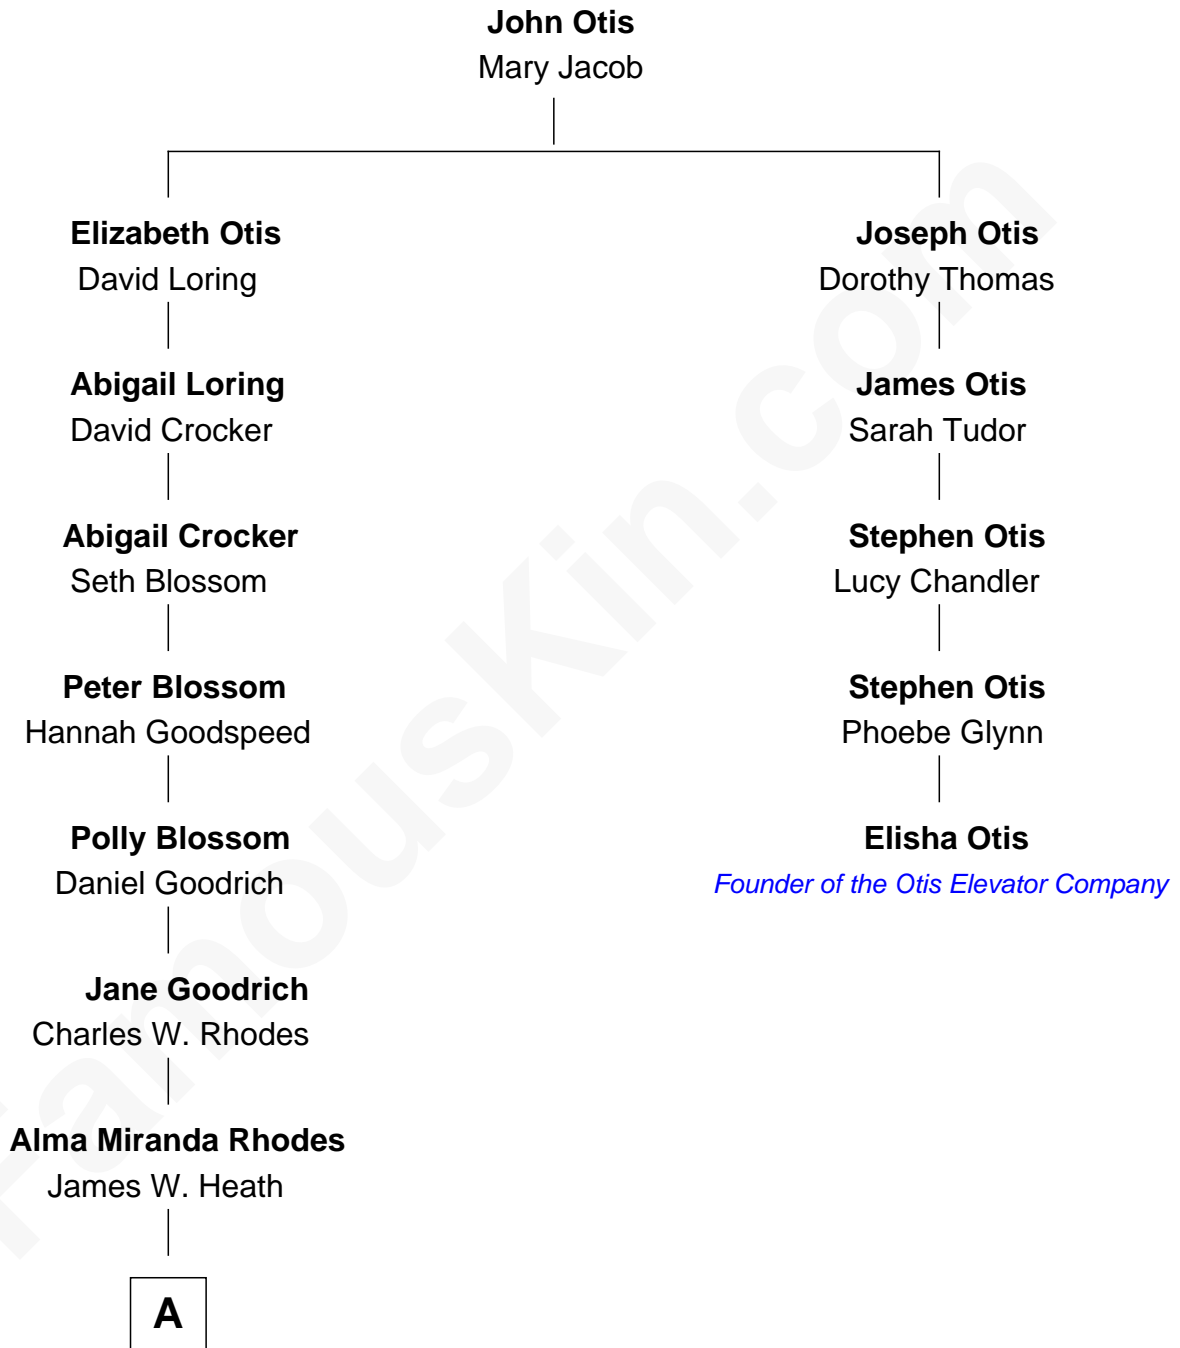 John Otis
Mary Jacob
Elizabeth Otis
David Loring
Abigail Loring
David Crocker
Abigail Crocker
Seth Blossom
Peter Blossom
Hannah Goodspeed
Polly Blossom
Daniel Goodrich
Jane Goodrich
Charles W. Rhodes
Alma Miranda Rhodes
James W. Heath
A
Joseph Otis
Dorothy Thomas
James Otis
Sarah Tudor
Stephen Otis
Lucy Chandler
Stephen Otis
Phoebe Glynn
Elisha Otis
Founder of the Otis Elevator Company
FamousKin.com